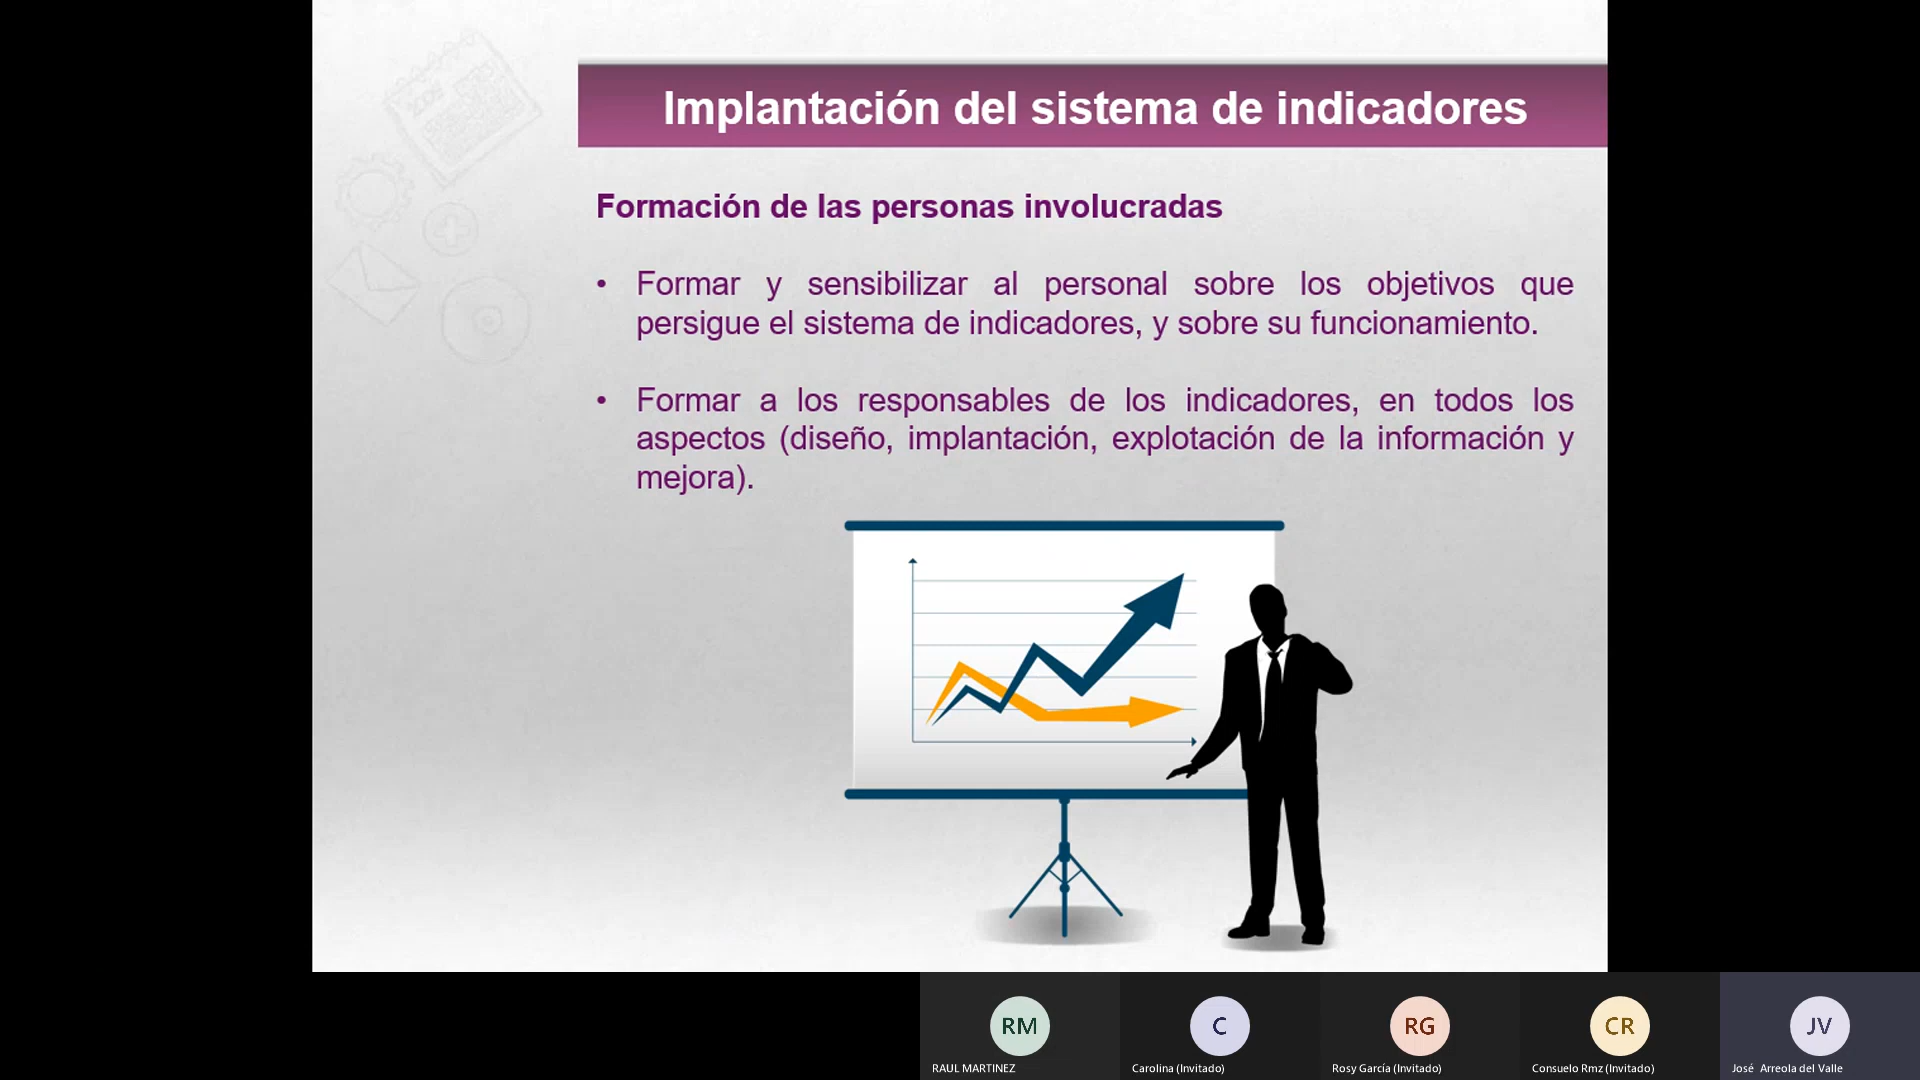 Implantación del sistema de indicadores
Formación de las personas involucradas
• Formar y sensibilizar al personal sobre los objetivos que
persigue el sistema de indicadores, y sobre su funcionamiento.
• Formar a los responsables de los indicadores, en todos los
aspectos (diseño, implantación, explotación de la información y
mejora).
RM
C
RG
CR
JV
RAUL MARTINEZ
Carolina (Invitado)
Rosy García (Invitado)
Consuelo Rmz (Invitado)
José Arreola del Valle